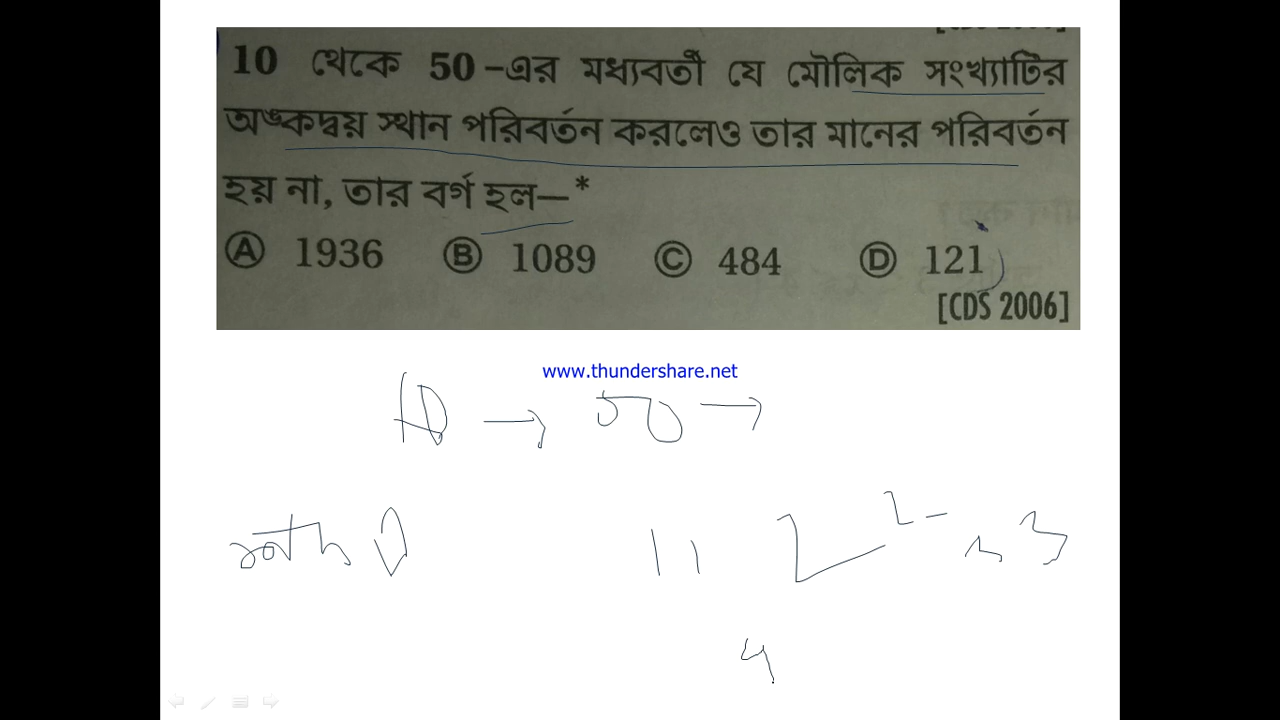 10 থেকে 50-এর মধ্যবর্তী যে মৌলিক সংখ্যাটির
অঙ্কদ্বয় স্থান পরিবর্তন করলেও তার মানের পরিবর্তন
হয় না, তার বর্গ হল—*
Ⓐ 1936 Ⓑ 1089 Ⓒ 484 Ⓓ 121
[CDS 2006]
www.thundershare.net
10 → 50 →
11